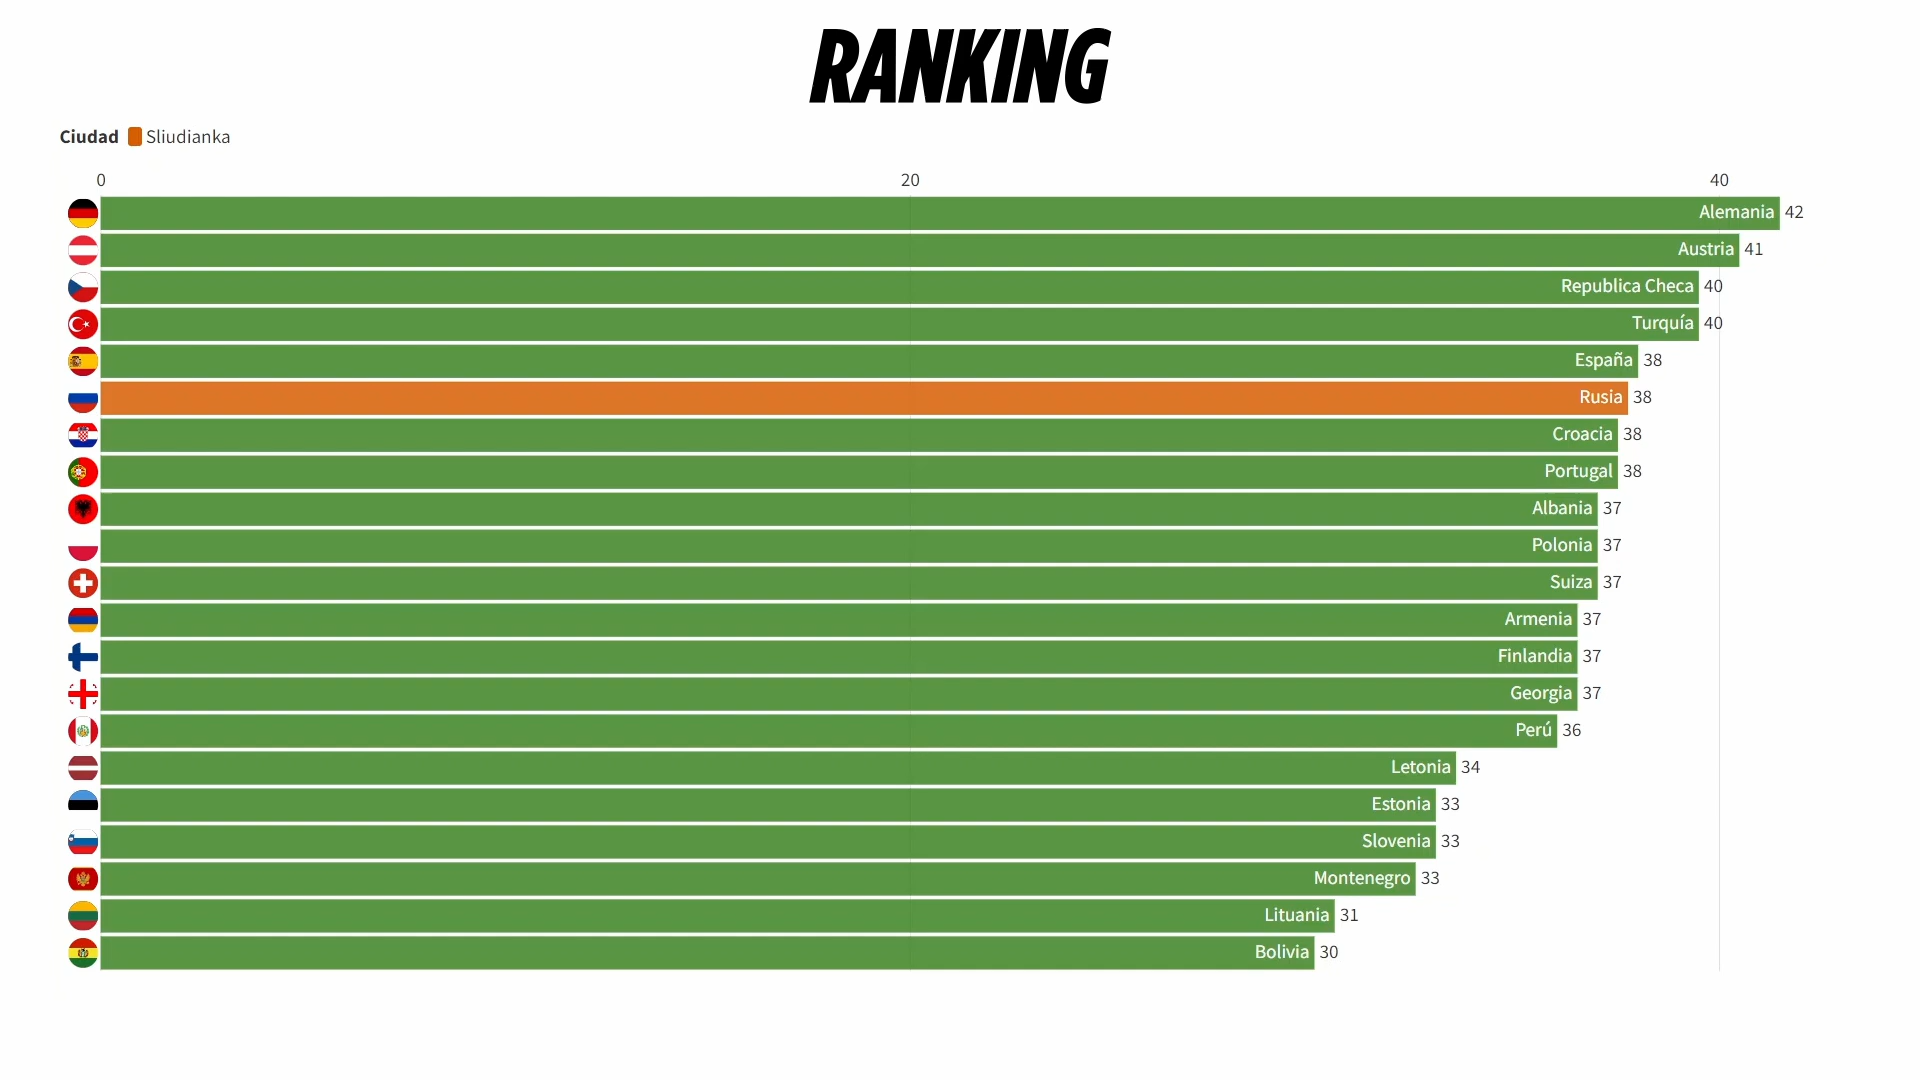 RANKING
Ciudad Sliudianka
0 20 40
Alemania 42
Austria 41
Republica Checa 40
Turquía 40
España 38
Rusia 38
Croacia 38
Portugal 38
Albania 37
Polonia 37
Suiza 37
Armenia 37
Finlandia 37
Georgia 37
Perú 36
Letonia 34
Estonia 33
Slovenia 33
Montenegro 33
Lituania 31
Bolivia 30